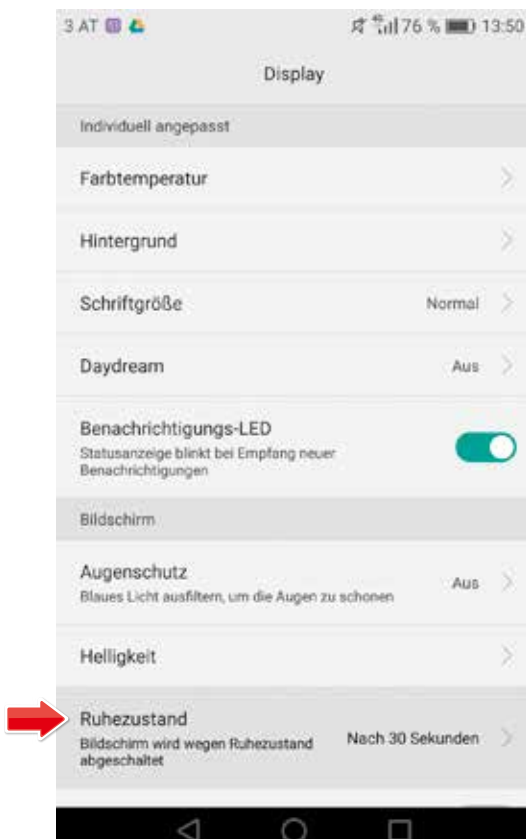 3 AT 76 % 13:50
Display
Individuell angepasst
Farbtemperatur
Hintergrund
Schriftgröße Normal
Daydream Aus
Benachrichtigungs-LED
Statusanzeige blinkt bei Empfang neuer
Benachrichtigungen
Bildschirm
Augenschutz Aus
Blaues Licht ausfiltern, um die Augen zu schonen
Helligkeit
Ruhezustand
Bildschirm wird wegen Ruhezustand Nach 30 Sekunden
abgeschaltet